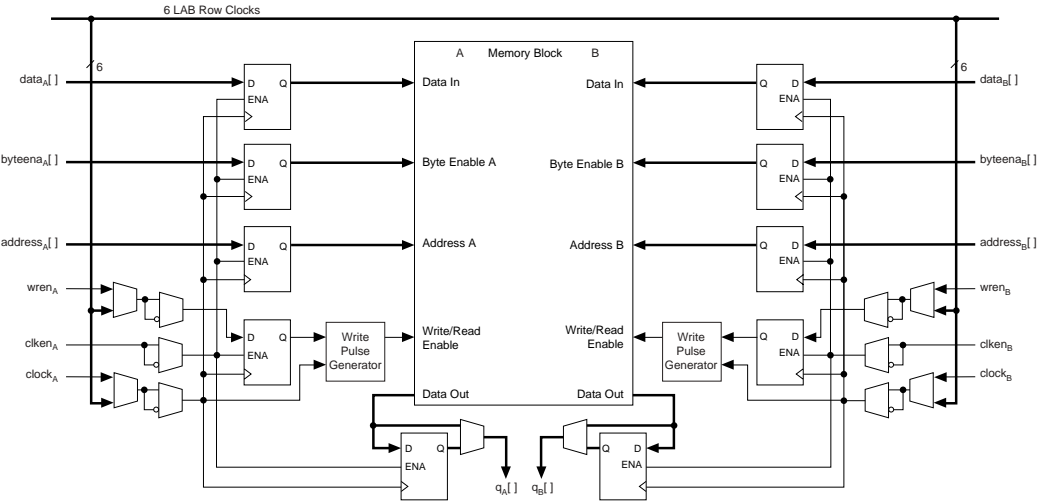 6 LAB Row Clocks
A Memory Block B
6 6
dataA[ ] D Q Data In Data In Q D dataB[ ]
ENA ENA
byteenaA[ ] D Q Byte Enable A Byte Enable B Q D byteenaB[ ]
ENA ENA
addressA[ ] D Q Address A Address B Q D addressB[ ]
ENA ENA
wrenA wrenB
D Q Write Pulse Generator Write/Read Enable Write/Read Enable Write Pulse Generator Q D
clkenA ENA ENA clkenB
clockA clockB
Data Out Data Out
D Q Q D
ENA ENA
qA[ ] qB[ ]